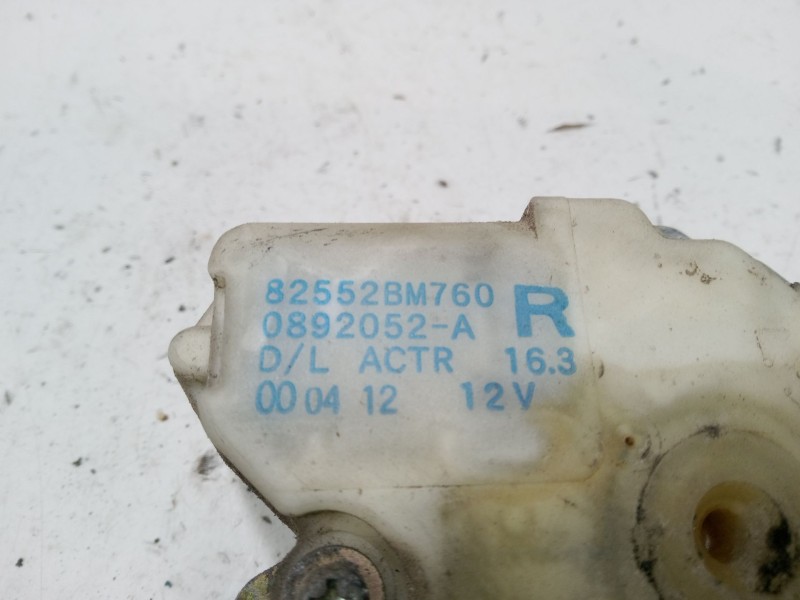 82552BM760
0892052-A R
D/L ACTR 16.3
00 04 12 12V